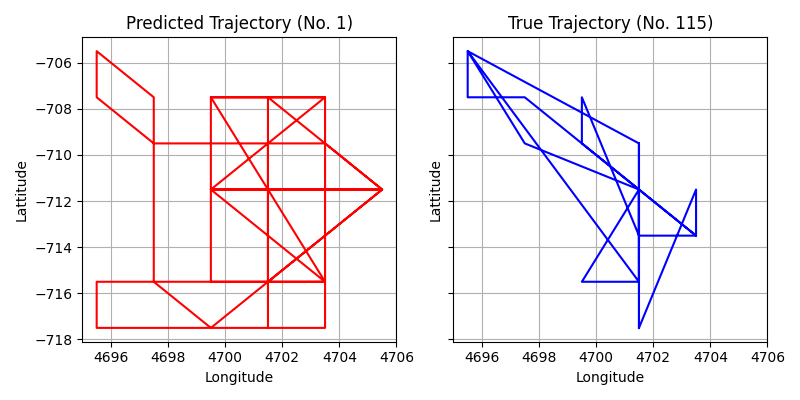 Predicted Trajectory (No. 1)
True Trajectory (No. 115)
Lattitude
−706
−708
−710
−712
−714
−716
−718
4696 4698 4700 4702 4704 4706
Longitude
Lattitude
4696 4698 4700 4702 4704 4706
Longitude